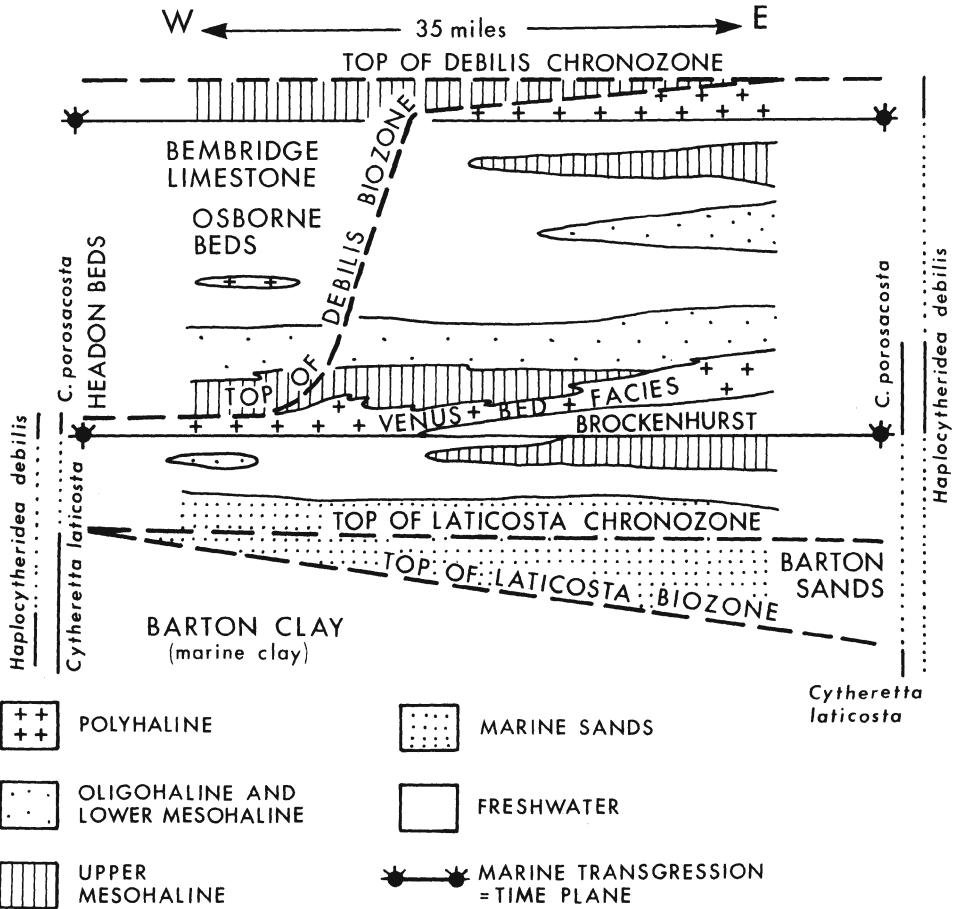 W 35 miles E
TOP OF DEBILIS CHRONOZONE
BEMBRIDGE
LIMESTONE
OSBORNE
BEDS
TOP OF DEBILIS BIOZONE
HEADON BEDS
C. porosacosta
Haplocytheridea debilis
Cytheretta laticosta
VENUS BED FACIES
BROCKENHURST
C. porosacosta
Haplocytheridea debilis
TOP OF LATICOSTA CHRONOZONE
TOP OF LATICOSTA BIOZONE
BARTON
SANDS
BARTON CLAY
(marine clay)
Cytheretta
laticosta
POLYHALINE
MARINE SANDS
OLIGOHALINE AND
LOWER MESOHALINE
FRESHWATER
UPPER
MESOHALINE
MARINE TRANSGRESSION
= TIME PLANE